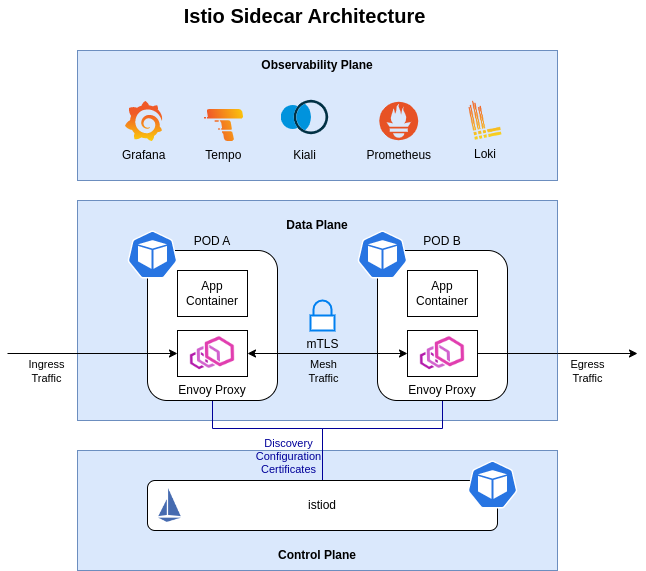 Istio Sidecar Architecture
Observability Plane
Grafana
Tempo
Kiali
Prometheus
Loki
Data Plane
POD A
POD B
App
Container
App
Container
mTLS
Ingress
Traffic
Mesh
Traffic
Egress
Traffic
Envoy Proxy
Envoy Proxy
Discovery
Configuration
Certificates
istiod
Control Plane